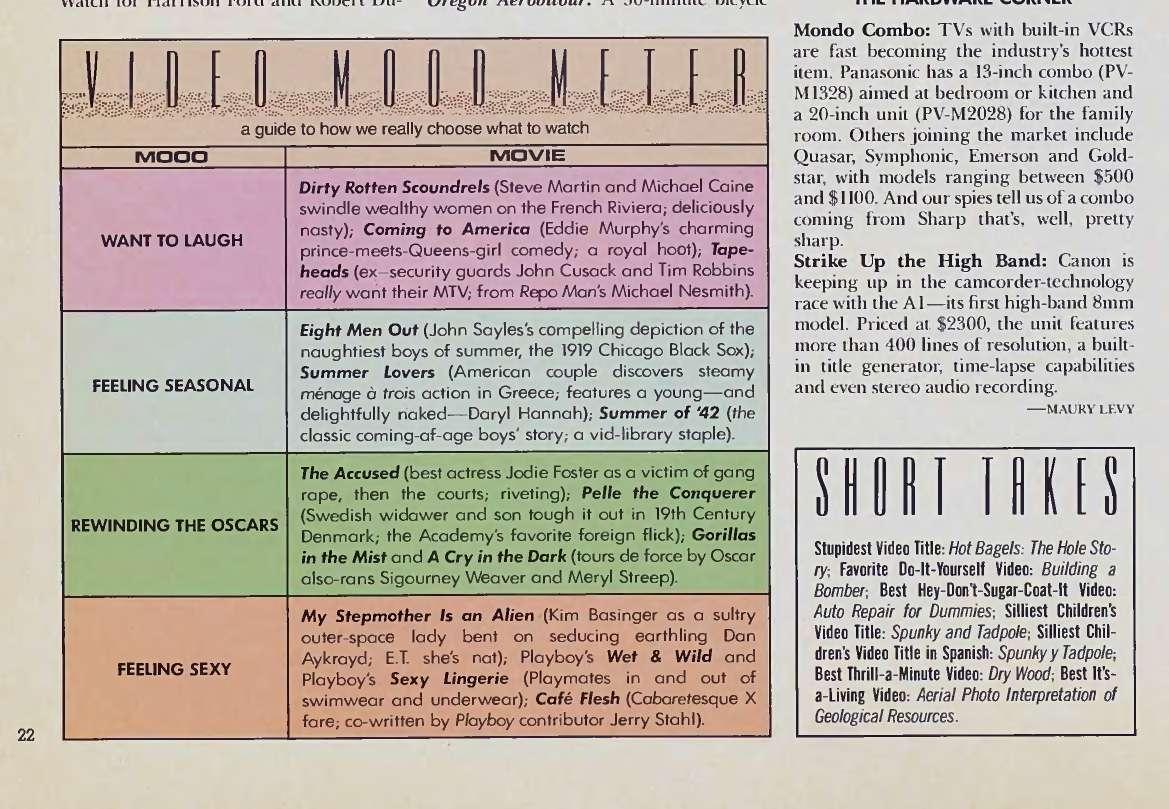 Watch for Harrison Ford and Robert Du-
Oregon Aerobitour: A 30-minute bicycle
VIDEO MOOD METER
a guide to how we really choose what to watch
MOOD
MOVIE
WANT TO LAUGH
Dirty Rotten Scoundrels (Steve Martin and Michael Caine
swindle wealthy women on the French Riviera; deliciously
nasty); Coming to America (Eddie Murphy's charming
prince-meets-Queens-girl comedy; a royal hoot); Tape-
heads (ex–security guards John Cusack and Tim Robbins
really want their MTV; from Repo Man's Michael Nesmith).
FEELING SEASONAL
Eight Men Out (John Sayles's compelling depiction of the
naughtiest boys of summer, the 1919 Chicago Black Sox);
Summer Lovers (American couple discovers steamy
ménage à trois action in Greece; features a young—and
delightfully naked—Daryl Hannah); Summer of '42 (the
classic coming-af-age boys' story; a vid-library staple).
REWINDING THE OSCARS
The Accused (best actress Jodie Foster as a victim of gang
rape, then the courts; riveting); Pelle the Conquerer
(Swedish widawer and son tough it out in 19th Century
Denmark; the Academy's favorite foreign flick); Gorillas
in the Mist and A Cry in the Dark (tours de force by Oscar
also-rans Sigourney Weaver and Meryl Streep).
FEELING SEXY
My Stepmother Is an Alien (Kim Basinger as a sultry
outer-space lady bent on seducing earthling Dan
Aykrayd; E.T. she's nat); Playboy's Wet & Wild and
Playboy's Sexy Lingerie (Playmates in and out of
swimwear and underwear); Café Flesh (Cabaretesque X
fare; co-written by Playboy contributor Jerry Stahl).
22
THE HARDWARE CORNER
Mondo Combo: TVs with built-in VCRs
are fast becoming the industry's hottest
item. Panasonic has a 13-inch combo (PV-
M1328) aimed at bedroom or kitchen and
a 20-inch unit (PV-M2028) for the family
room. Others joining the market include
Quasar, Symphonic, Emerson and Gold-
star, with models ranging between $500
and $1100. And our spies tell us of a combo
coming from Sharp that's, well, pretty
sharp.
Strike Up the High Band: Canon is
keeping up in the camcorder-technology
race with the A1—its first high-band 8mm
model. Priced at $2300, the unit features
more than 400 lines of resolution, a built-
in title generator, time-lapse capabilities
and even stereo audio recording.
—MAURY LEVY
SHORT TAKES
Stupidest Video Title: Hot Bagels: The Hole Sto-
ry; Favorite Do-It-Yourself Video: Building a
Bomber; Best Hey-Don't-Sugar-Coat-It Video:
Auto Repair for Dummies; Silliest Children's
Video Title: Spunky and Tadpole; Silliest Chil-
dren's Video Title in Spanish: Spunky y Tadpole;
Best Thrill-a-Minute Video: Dry Wood; Best It's-
a-Living Video: Aerial Photo Interpretation of
Geological Resources.